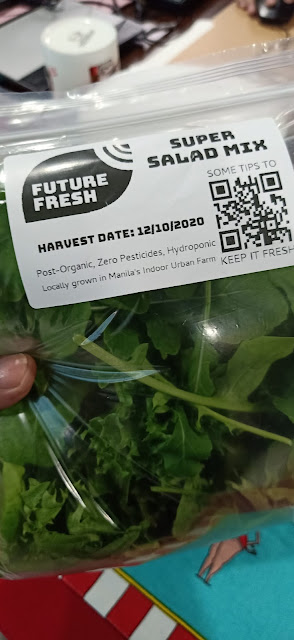 FUTURE
FRESH
SUPER
SALAD MIX
SOME TIPS TO
KEEP IT FRESH
HARVEST DATE: 12/10/2020
Post-Organic, Zero Pesticides, Hydroponic
Locally grown in Manila's Indoor Urban Farm